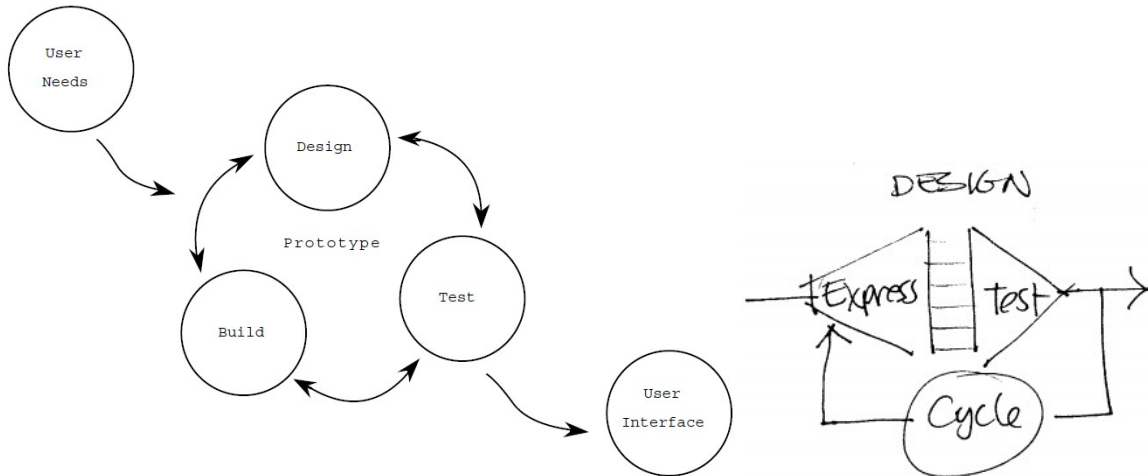 User
Needs
Design
Prototype
Test
Build
User
Interface
DESIGN
Express
test
Cycle